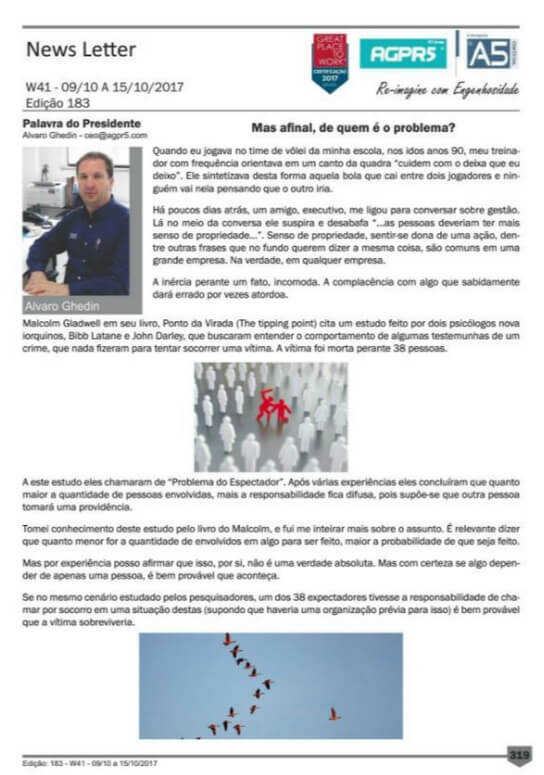 News Letter
W41 - 09/10 A 15/10/2017
Edição 183
GREAT
PLACE
TO
WORK
CERTIFICAÇÃO
2017
AGPR5
A5
Re-imagine com Engenhosidade
Palavra do Presidente
Alvaro Ghedin - ceo@agpr5.com
Alvaro Ghedin
Mas afinal, de quem é o problema?
Quando eu jogava no time de vôlei da minha escola, nos idos anos 90, meu treina-
dor com frequência orientava em um canto da quadra “cuidem com o deixa que eu
deixo”. Ele sintetizava desta forma aquela bola que cai entre dois jogadores e nin-
guém vai nela pensando que o outro iria.
Há poucos dias atrás, um amigo, executivo, me ligou para conversar sobre gestão.
Lá no meio da conversa ele suspira e desabafa “...as pessoas deveriam ter mais
senso de propriedade...”. Senso de propriedade, sentir-se dona de uma ação, den-
tre outras frases que no fundo querem dizer a mesma coisa, são comuns em uma
grande empresa. Na verdade, em qualquer empresa.
A inércia perante um fato, incomoda. A complacência com algo que sabidamente
dará errado por vezes atordoa.
Malcolm Gladwell em seu livro, Ponto da Virada (The tipping point) cita um estudo feito por dois psicólogos nova
iorquinos, Bibb Latane e John Darley, que buscaram entender o comportamento de algumas testemunhas de um
crime, que nada fizeram para tentar socorrer uma vítima. A vítima foi morta perante 38 pessoas.
A este estudo eles chamaram de “Problema do Espectador”. Após várias experiências eles concluíram que quanto
maior a quantidade de pessoas envolvidas, mais a responsabilidade fica difusa, pois supõe-se que outra pessoa
tomará uma providência.
Tomei conhecimento deste estudo pelo livro do Malcolm, e fui me inteirar mais sobre o assunto. É relevante dizer
que quanto menor for a quantidade de envolvidos em algo para ser feito, maior a probabilidade de que seja feito.
Mas por experiência posso afirmar que isso, por si, não é uma verdade absoluta. Mas com certeza se algo depen-
der de apenas uma pessoa, é bem provável que aconteça.
Se no mesmo cenário estudado pelos pesquisadores, um dos 38 expectadores tivesse a responsabilidade de cha-
mar por socorro em uma situação destas (supondo que haveria uma organização prévia para isso) é bem provável
que a vítima sobreviveria.
319
Edição: 183 - W41 - 09/10 a 15/10/2017